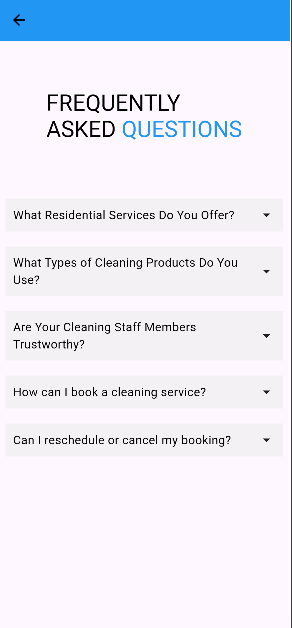 FREQUENTLY
ASKED QUESTIONS
What Residential Services Do You Offer?
What Types of Cleaning Products Do You
Use?
Are Your Cleaning Staff Members
Trustworthy?
How can I book a cleaning service?
Can I reschedule or cancel my booking?